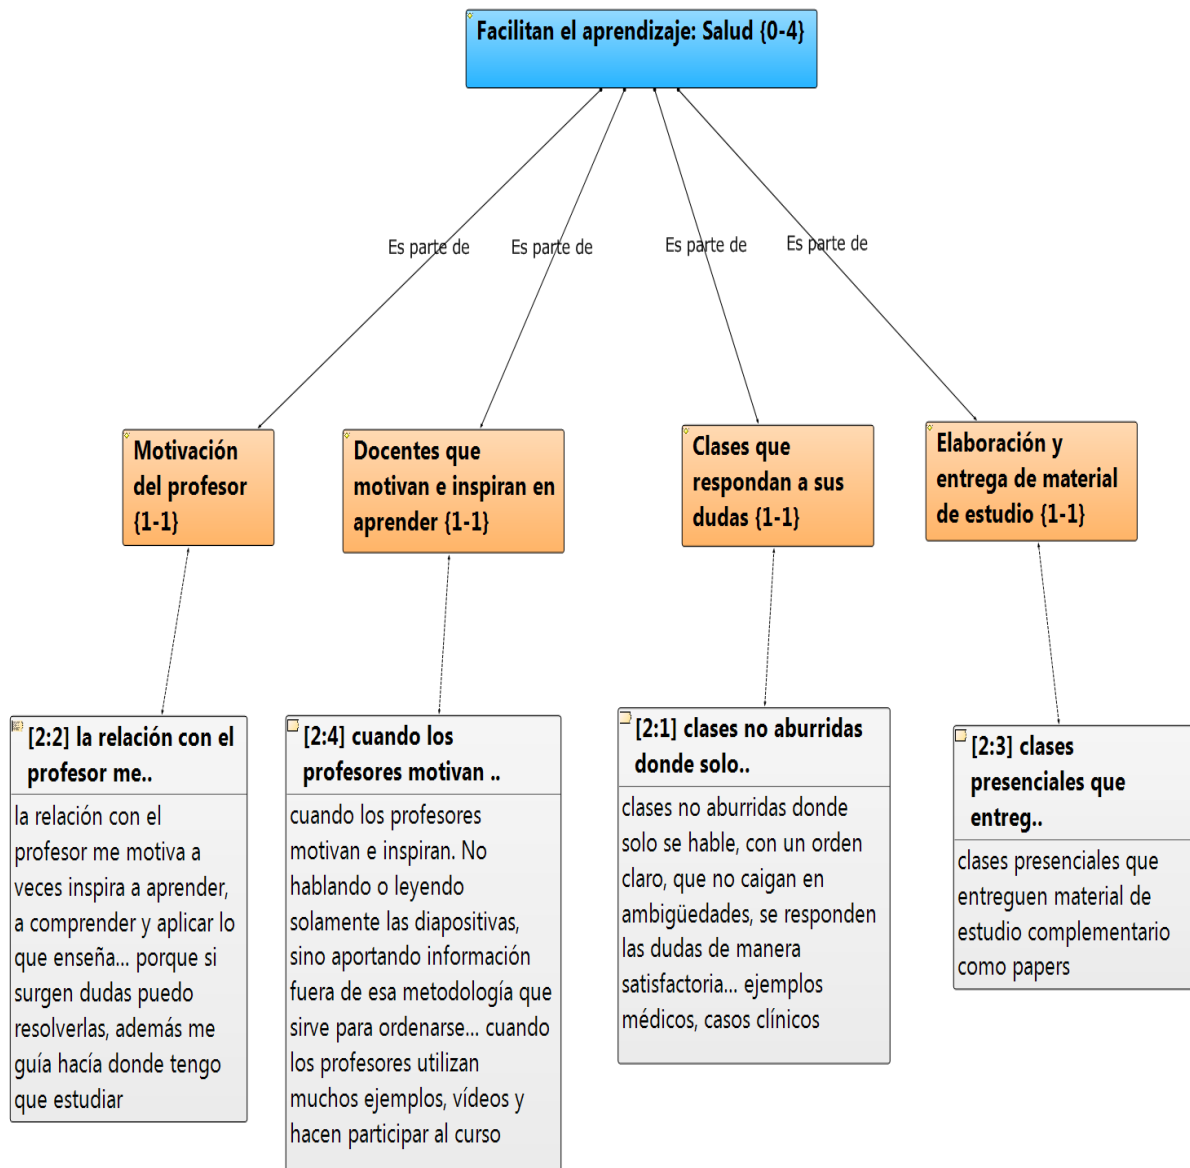 Facilitan el aprendizaje: Salud {0-4}
Es parte de
Es parte de
Es parte de
Es parte de
Motivación
del profesor
{1-1}
Docentes que
motivan e inspiran en
aprender {1-1}
Clases que
respondan a sus
dudas {1-1}
Elaboración y
entrega de material
de estudio {1-1}
[2:2] la relación con el
profesor me..
la relación con el
profesor me motiva a
veces inspira a aprender,
a comprender y aplicar lo
que enseña... porque si
surgen dudas puedo
resolverlas, además me
guía hacía donde tengo
que estudiar
[2:4] cuando los
profesores motivan ..
cuando los profesores
motivan e inspiran. No
hablando o leyendo
solamente las diapositivas,
sino aportando información
fuera de esa metodología que
sirve para ordenarse... cuando
los profesores utilizan
muchos ejemplos, vídeos y
hacen participar al curso
[2:1] clases no aburridas
donde solo..
clases no aburridas donde
solo se hable, con un orden
claro, que no caigan en
ambigüedades, se responden
las dudas de manera
satisfactoria... ejemplos
médicos, casos clínicos
[2:3] clases
presenciales que
entreg..
clases presenciales que
entreguen material de
estudio complementario
como papers